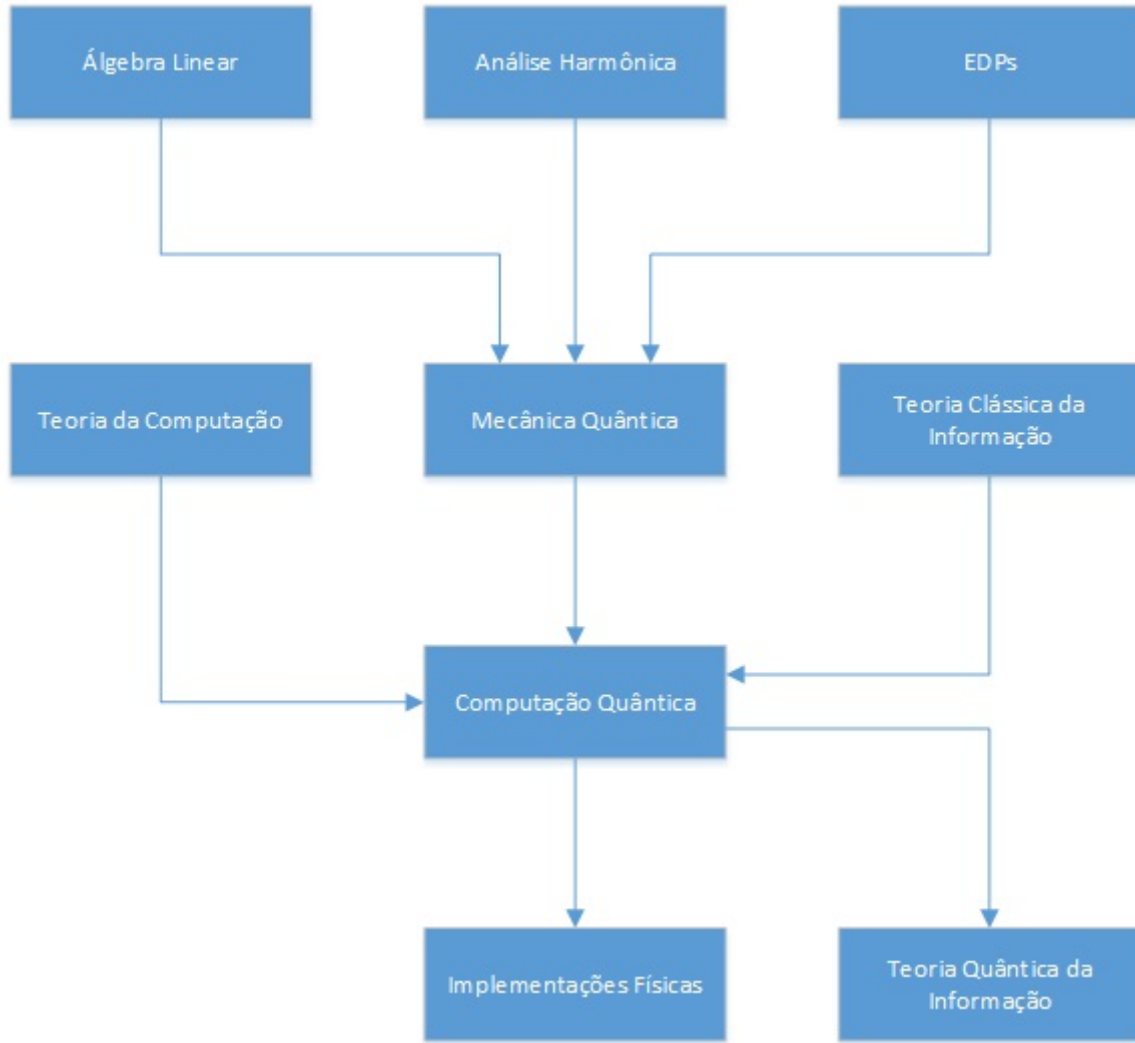 Álgebra Linear
Análise Harmônica
EDPs
Teoria da Computação
Mecânica Quântica
Teoria Clássica da
Informação
Computação Quântica
Implementações Físicas
Teoria Quântica da
Informação